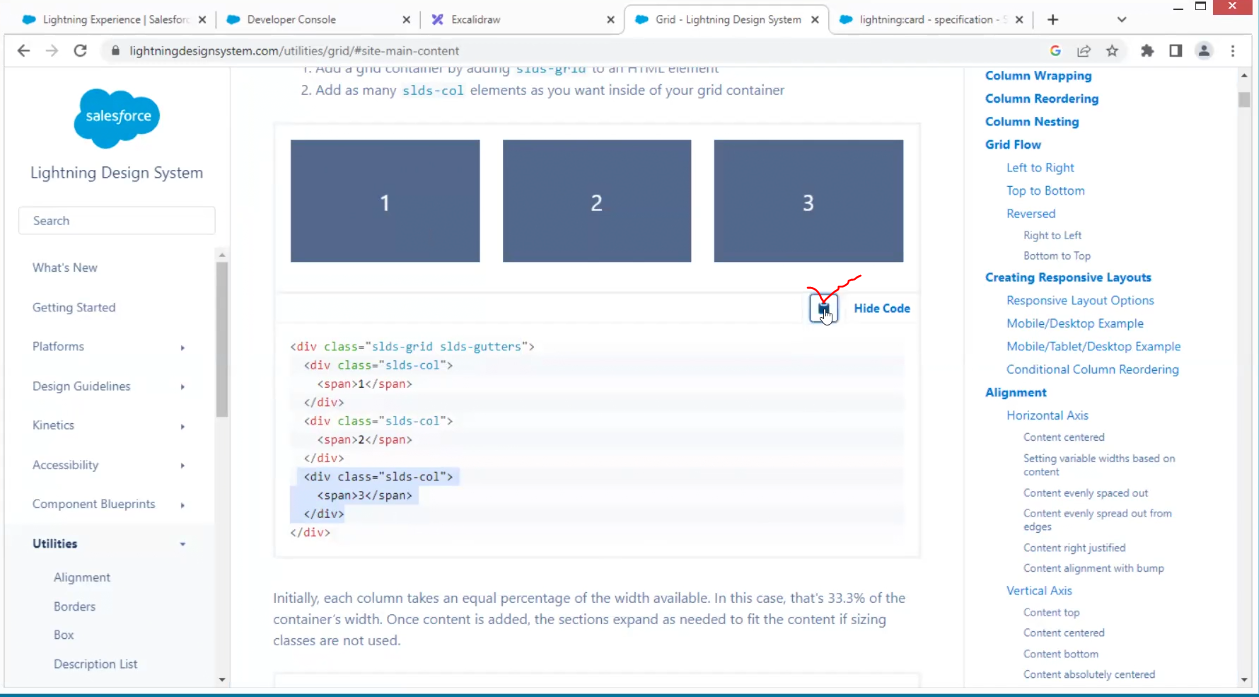 Lightning Experience | Salesfor
Developer Console
Excalidraw
Grid - Lightning Design System
lightning:card - specification - S
lightningdesignsystem.com/utilities/grid/#site-main-content
salesforce
Lightning Design System
Search
What's New
Getting Started
Platforms
Design Guidelines
Kinetics
Accessibility
Component Blueprints
Utilities
Alignment
Borders
Box
Description List
1. Add a grid container by adding slds-grid to an HTML element
2. Add as many slds-col elements as you want inside of your grid container
1
2
3
Hide Code
<div class="slds-grid slds-gutters">
<div class="slds-col">
<span>1</span>
</div>
<div class="slds-col">
<span>2</span>
</div>
<div class="slds-col">
<span>3</span>
</div>
</div>
Initially, each column takes an equal percentage of the width available. In this case, that's 33.3% of the
container's width. Once content is added, the sections expand as needed to fit the content if sizing
classes are not used.
Column Wrapping
Column Reordering
Column Nesting
Grid Flow
Left to Right
Top to Bottom
Reversed
Right to Left
Bottom to Top
Creating Responsive Layouts
Responsive Layout Options
Mobile/Desktop Example
Mobile/Tablet/Desktop Example
Conditional Column Reordering
Alignment
Horizontal Axis
Content centered
Setting variable widths based on
content
Content evenly spaced out
Content evenly spread out from
edges
Content right justified
Content alignment with bump
Vertical Axis
Content top
Content centered
Content bottom
Content absolutely centered